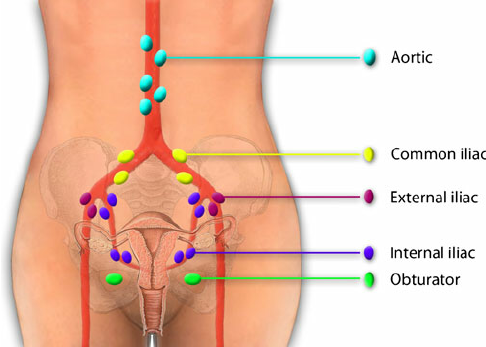 Aortic
Common iliac
External iliac
Internal iliac
Obturator